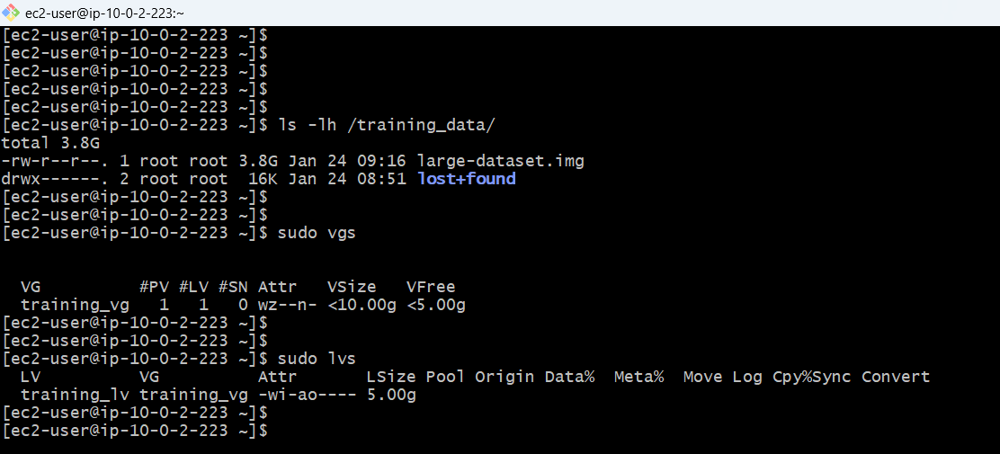 ec2-user@ip-10-0-2-223:~
[ec2-user@ip-10-0-2-223 ~]$
[ec2-user@ip-10-0-2-223 ~]$
[ec2-user@ip-10-0-2-223 ~]$
[ec2-user@ip-10-0-2-223 ~]$
[ec2-user@ip-10-0-2-223 ~]$
[ec2-user@ip-10-0-2-223 ~]$ ls -lh /training_data/
total 3.8G
-rw-r--r--. 1 root root 3.8G Jan 24 09:16 large-dataset.img
drwx------. 2 root root  16K Jan 24 08:51 lost+found
[ec2-user@ip-10-0-2-223 ~]$
[ec2-user@ip-10-0-2-223 ~]$
[ec2-user@ip-10-0-2-223 ~]$ sudo vgs
  VG          #PV #LV #SN Attr   VSize   VFree
  training_vg   1   1   0 wz--n- <10.00g <5.00g
[ec2-user@ip-10-0-2-223 ~]$
[ec2-user@ip-10-0-2-223 ~]$
[ec2-user@ip-10-0-2-223 ~]$ sudo lvs
  LV          VG          Attr       LSize Pool Origin Data%  Meta%  Move Log Cpy%Sync Convert
  training_lv training_vg -wi-ao---- 5.00g
[ec2-user@ip-10-0-2-223 ~]$
[ec2-user@ip-10-0-2-223 ~]$